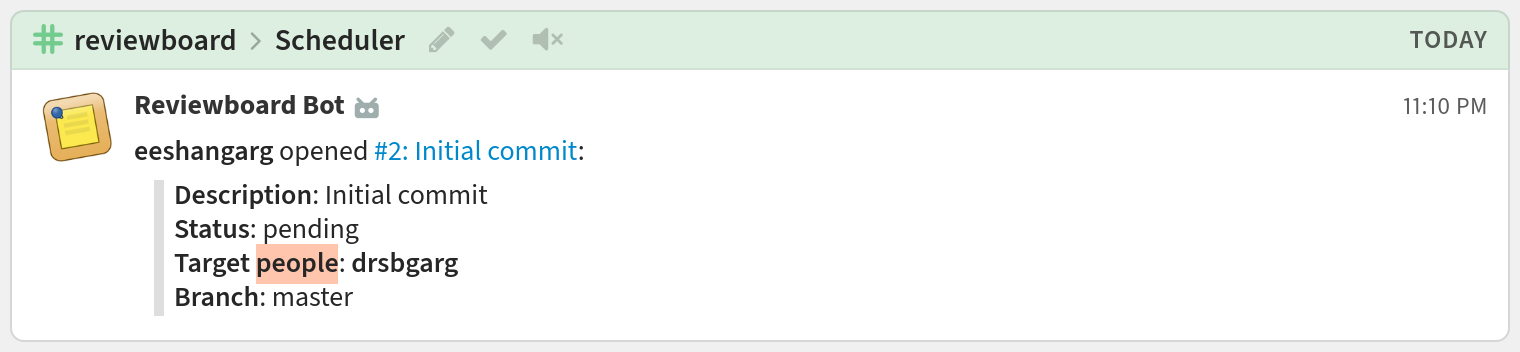 reviewboard > Scheduler TODAY
Reviewboard Bot 11:10 PM
eeshangarg opened #2: Initial commit:
Description: Initial commit
Status: pending
Target people: drsbgarg
Branch: master